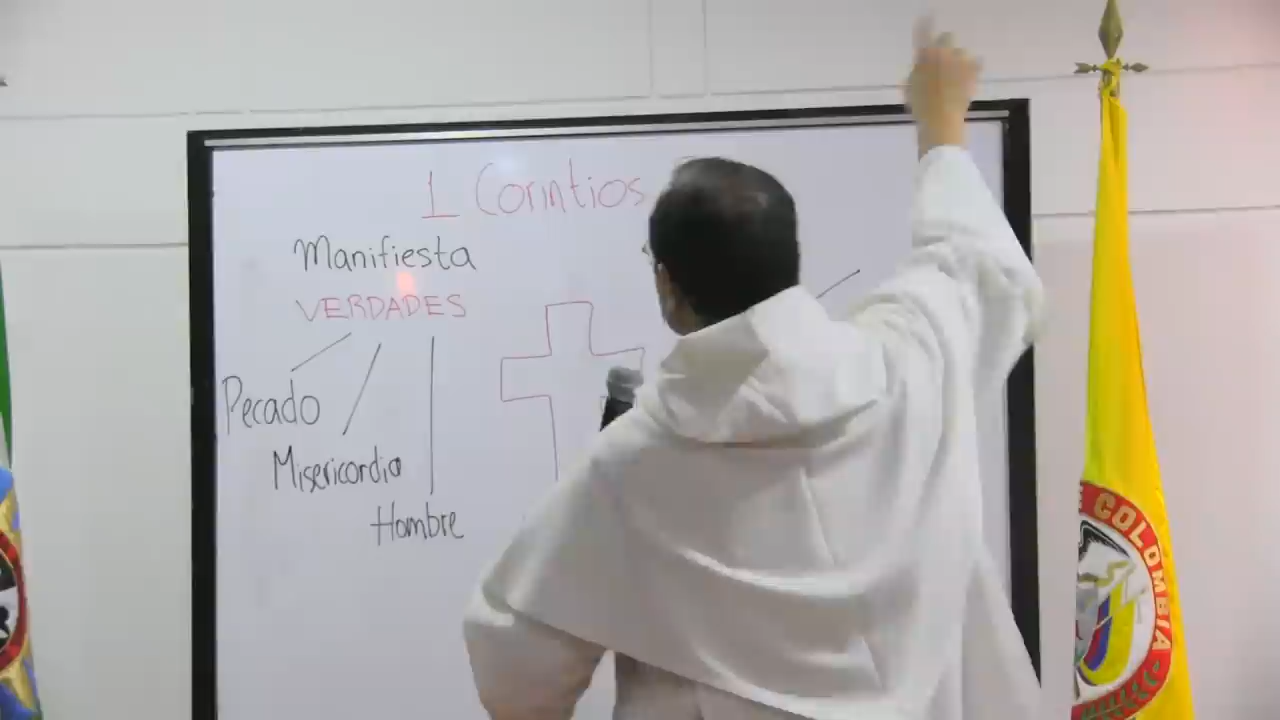 1 Corintios
Manifiesta
VERDADES
Pecado
Misericordia
Hombre
E COLOMBIA